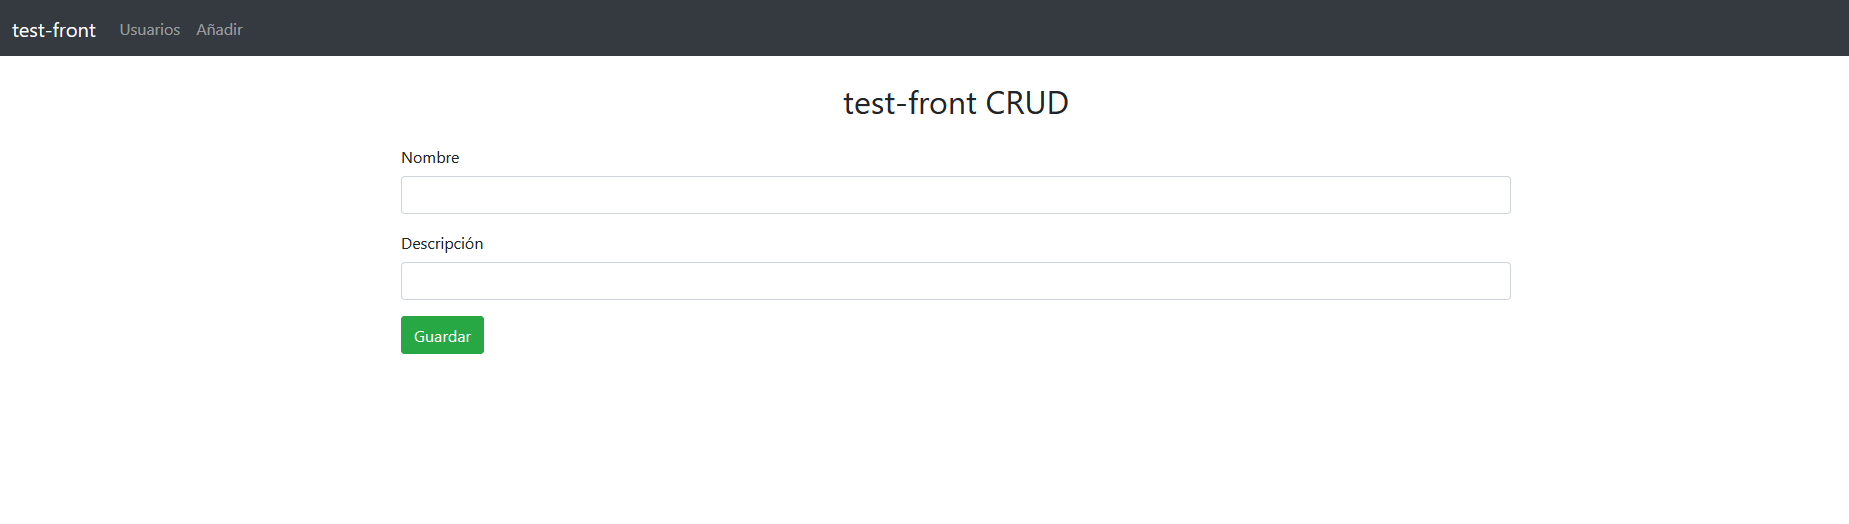 test-front Usuarios Añadir
test-front CRUD
Nombre
Descripción
Guardar